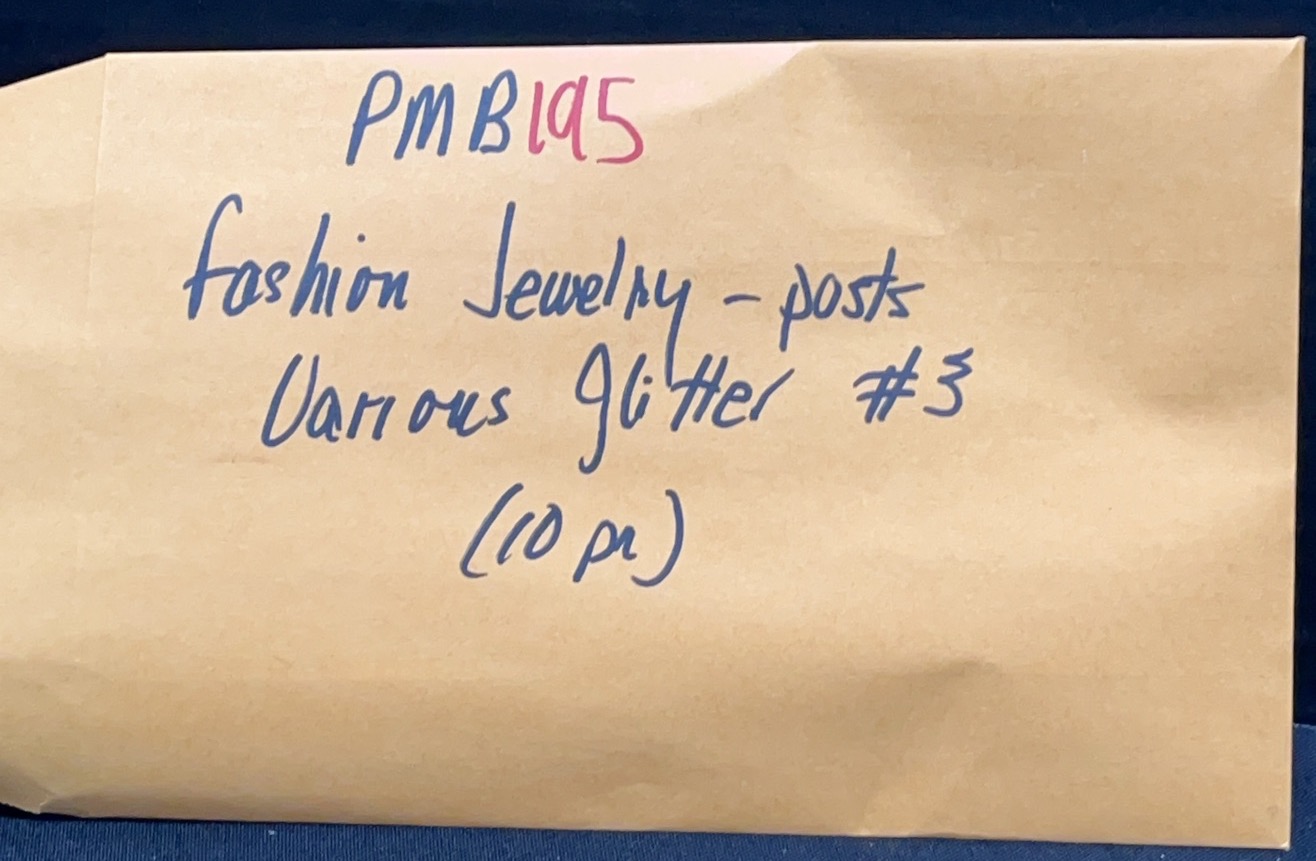 PMB195
Fashion Jewelry - posts
Various Glitter #3
(10 pr)